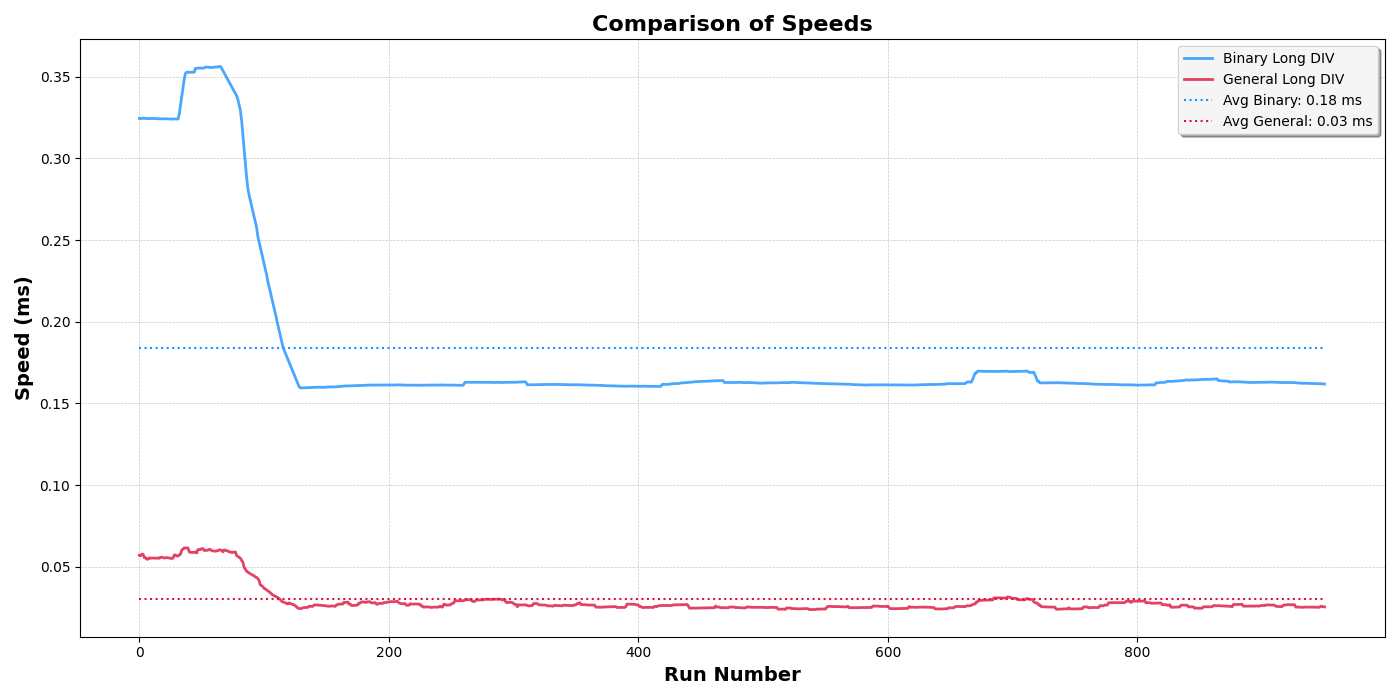 Comparison of Speeds
Binary Long DIV
General Long DIV
Avg Binary: 0.18 ms
Avg General: 0.03 ms
Speed (ms)
0.35
0.30
0.25
0.20
0.15
0.10
0.05
0 200 400 600 800
Run Number